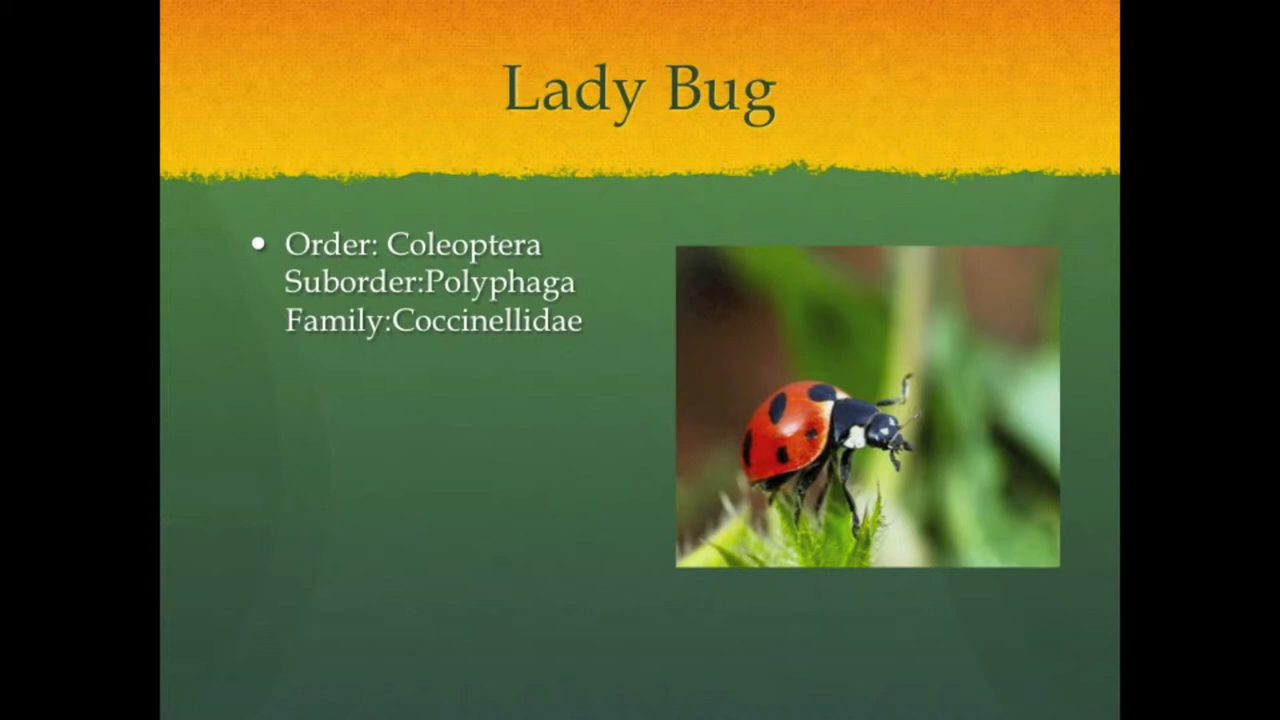 Lady Bug
• Order: Coleoptera
Suborder:Polyphaga
Family:Coccinellidae